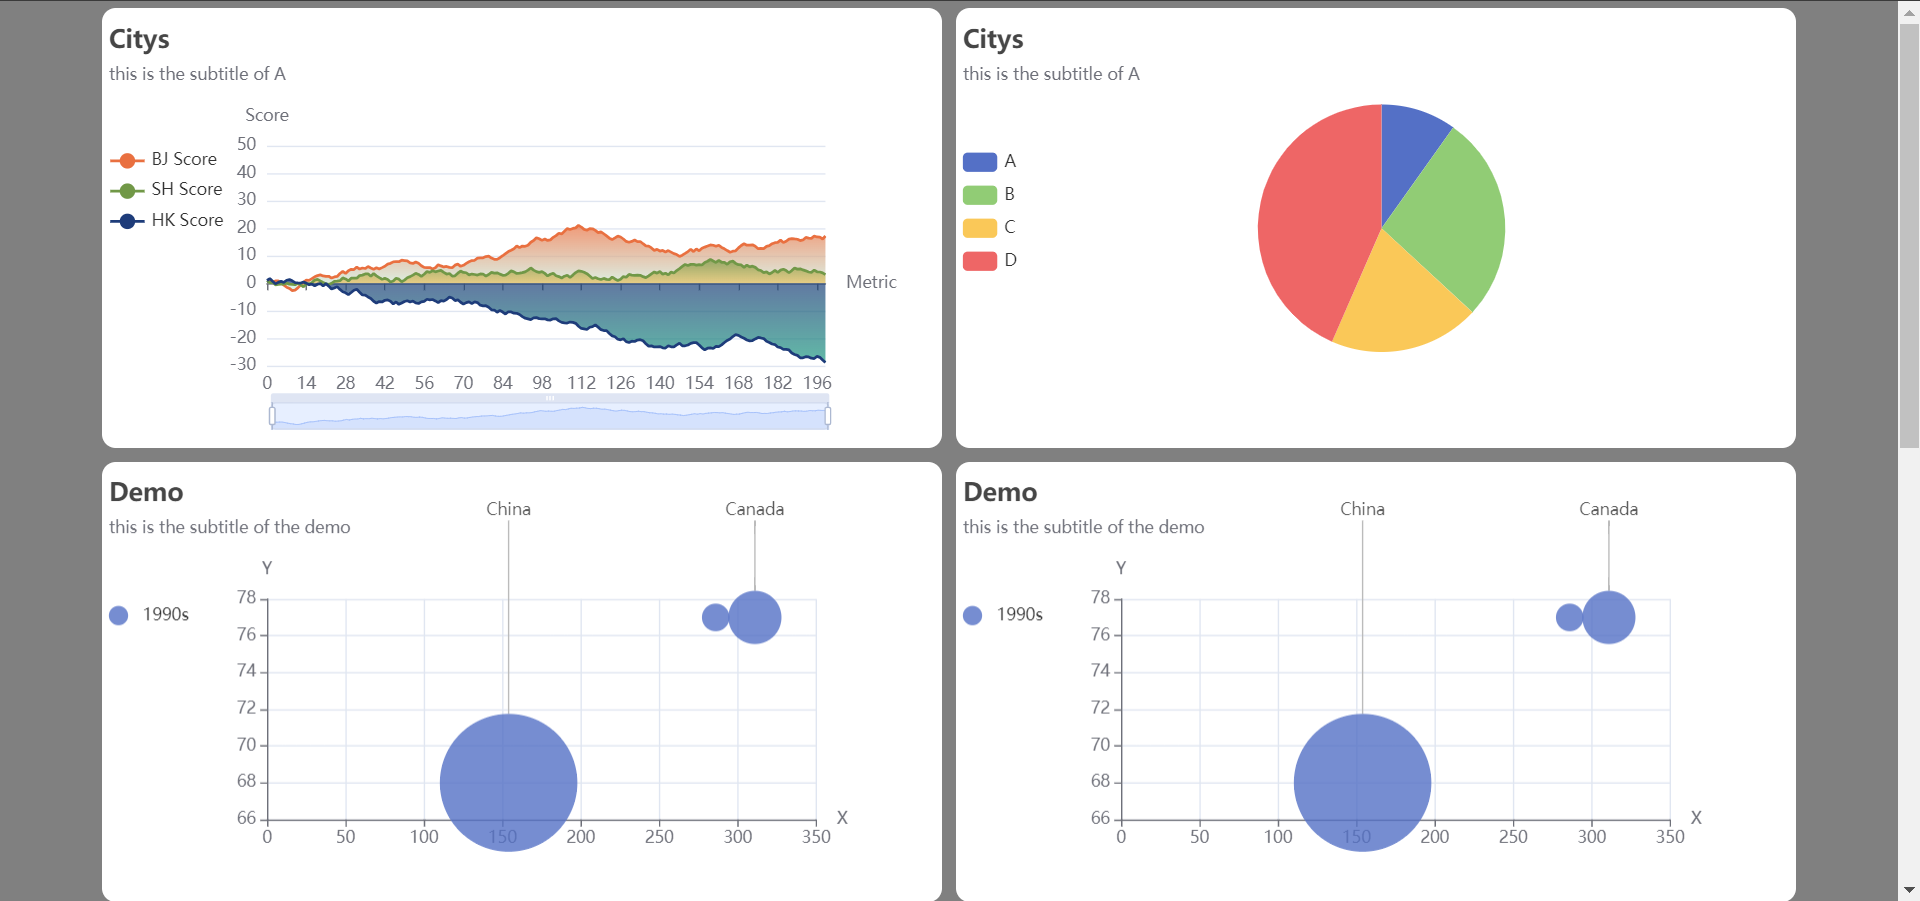 Citys
this is the subtitle of A
Score
50
40
30
20
10
0
-10
-20
-30
BJ Score
SH Score
HK Score
Metric
0 14 28 42 56 70 84 98 112 126 140 154 168 182 196
Citys
this is the subtitle of A
A
B
C
D
Demo
this is the subtitle of the demo
China
Canada
Y
1990s
78
76
74
72
70
68
66
X
0 50 100 150 200 250 300 350
Demo
this is the subtitle of the demo
China
Canada
Y
1990s
78
76
74
72
70
68
66
X
0 50 100 150 200 250 300 350